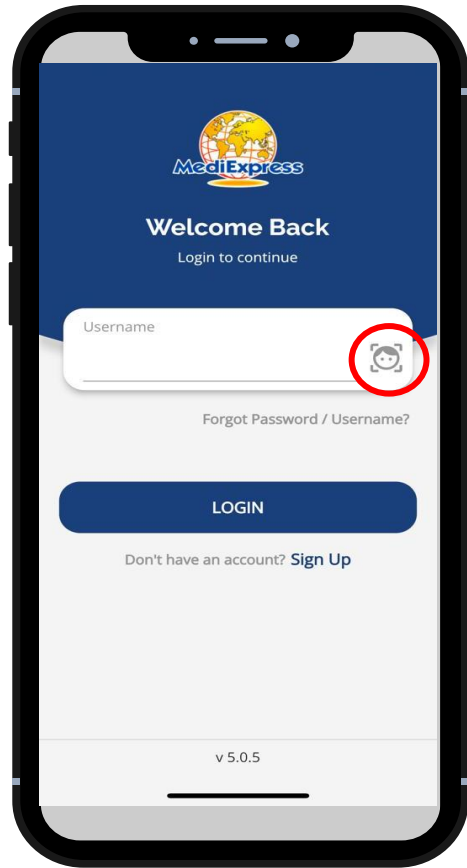 MediExpress
Welcome Back
Login to continue
Username
Forgot Password / Username?
LOGIN
Don't have an account? Sign Up
v 5.0.5